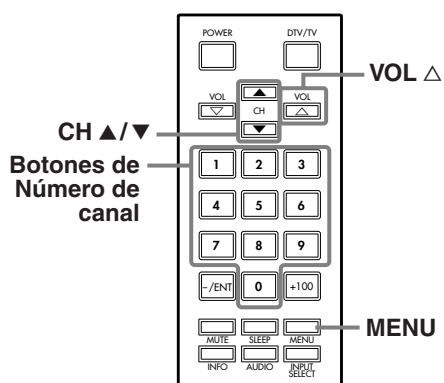 POWER DTV/TV
VOL △
VOL CH VOL
▽ △
▲
▼
CH ▲/▼
Botones de
Número de
canal
1 2 3
4 5 6
7 8 9
–/ENT 0 +100
MENU
MUTE SLEEP MENU
INFO AUDIO INPUT
SELECT